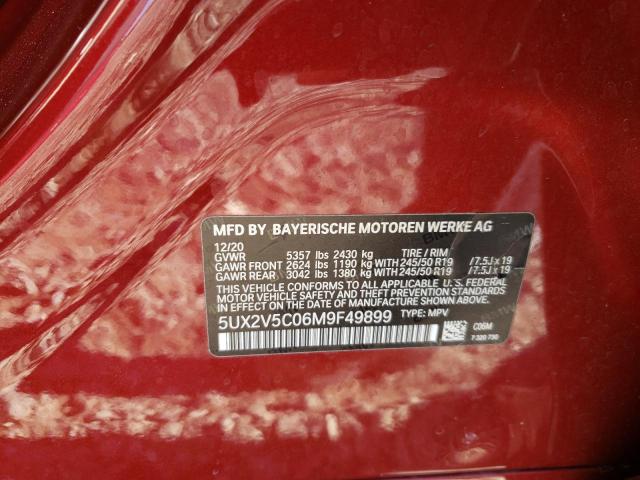 MFD BY BAYERISCHE MOTOREN WERKE AG
12/20
GVWR 5357 lbs 2430 kg TIRE / RIM
GAWR FRONT 2624 lbs 1190 kg WITH 245/50 R19 / 7.5J x 19
GAWR REAR 3042 lbs 1380 kg WITH 245/50 R19 / 7.5J x 19
THIS VEHICLE CONFORMS TO ALL APPLICABLE U.S. FEDERAL
SAFETY AND THEFT PREVENTION STANDARDS IN EFFECT ON THE
DATE OF MANUFACTURE SHOWN ABOVE.
5UX2V5C06M9F49899 TYPE: MPV
C06M
7 320 730